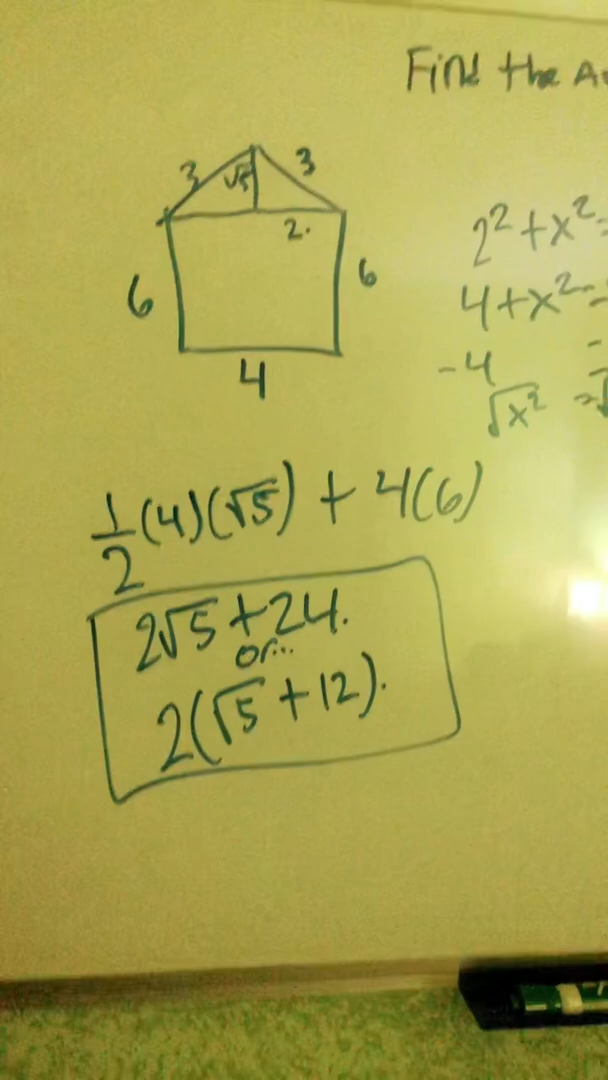 Find the
3 √5 3
2.
6 6
4
2² + x² =
4 + x² =
-4
√x² = √
1/2 (4)(√5) + 4(6)
2√5 + 24.
or...
2(√5 + 12).